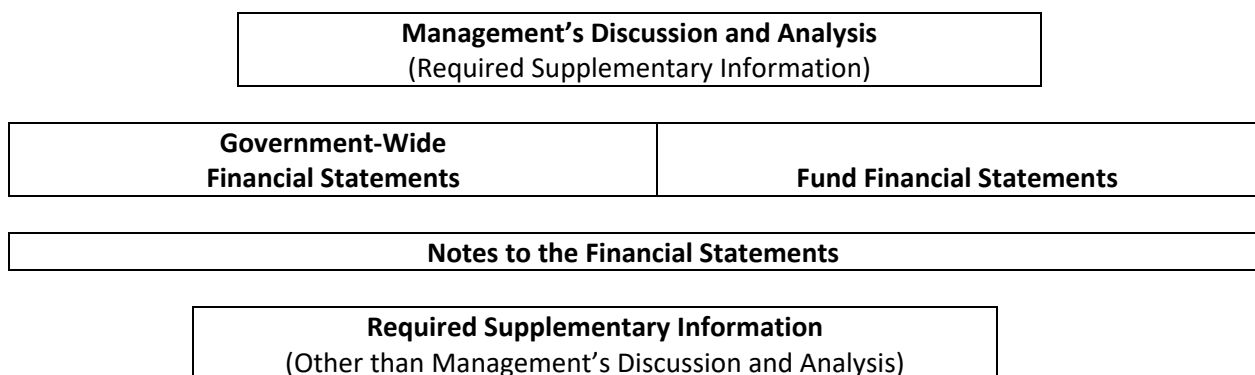 Management’s Discussion and Analysis
(Required Supplementary Information)
Government-Wide
Financial Statements
Fund Financial Statements
Notes to the Financial Statements
Required Supplementary Information
(Other than Management’s Discussion and Analysis)